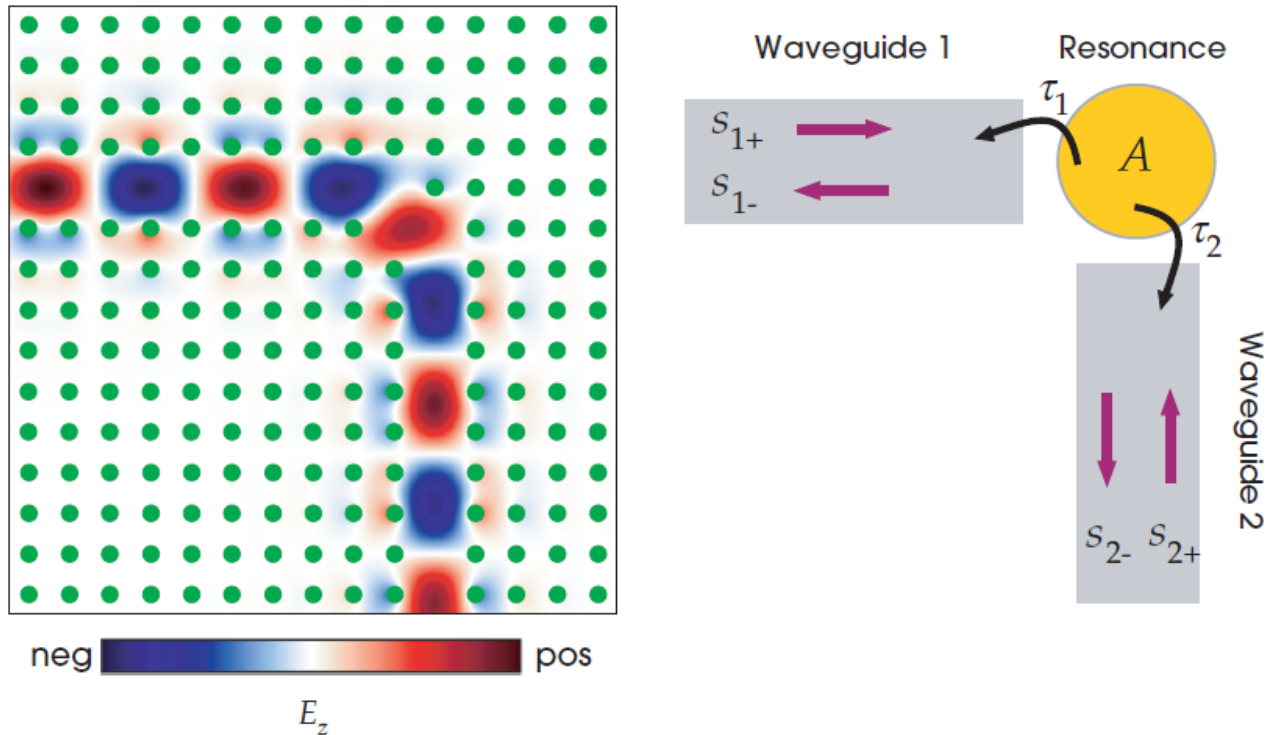 Waveguide 1
Resonance
τ1
s1+
A
s1-
τ2
Waveguide 2
s2-
s2+
neg
pos
Ez